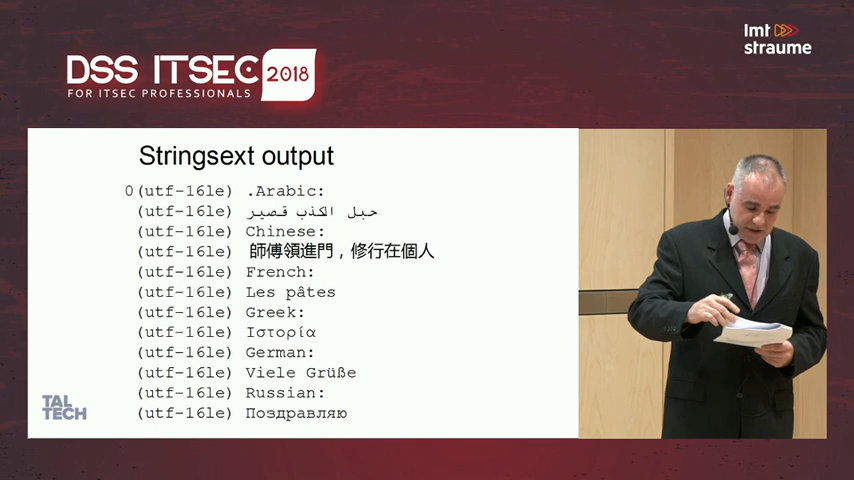 lmt
straume
DSS ITSEC 2018
FOR ITSEC PROFESSIONALS
Stringsext output
0(utf-16le) .Arabic:
(utf-16le) حبل الكذب قصير
(utf-16le) Chinese:
(utf-16le) 師傅領進門，修行在個人
(utf-16le) French:
(utf-16le) Les pâtes
(utf-16le) Greek:
(utf-16le) Ιστορία
(utf-16le) German:
(utf-16le) Viele Grüße
(utf-16le) Russian:
(utf-16le) Поздравляю
TAL
TECH